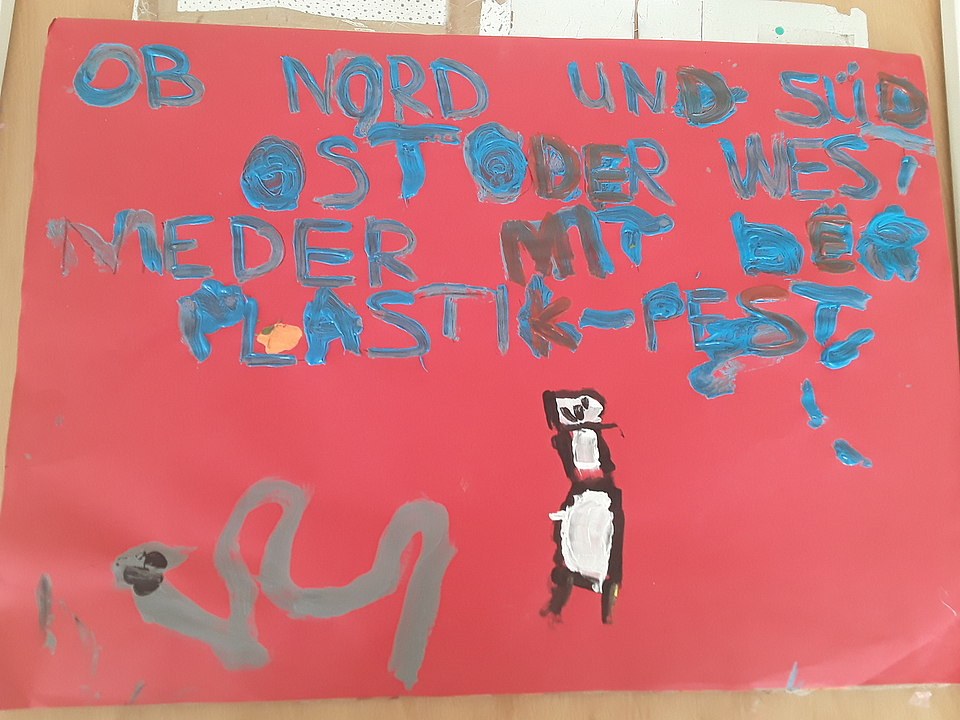 OB NORD UND SÜD
OST ODER WEST
NIEDER MIT DER
PLASTIK-PEST!